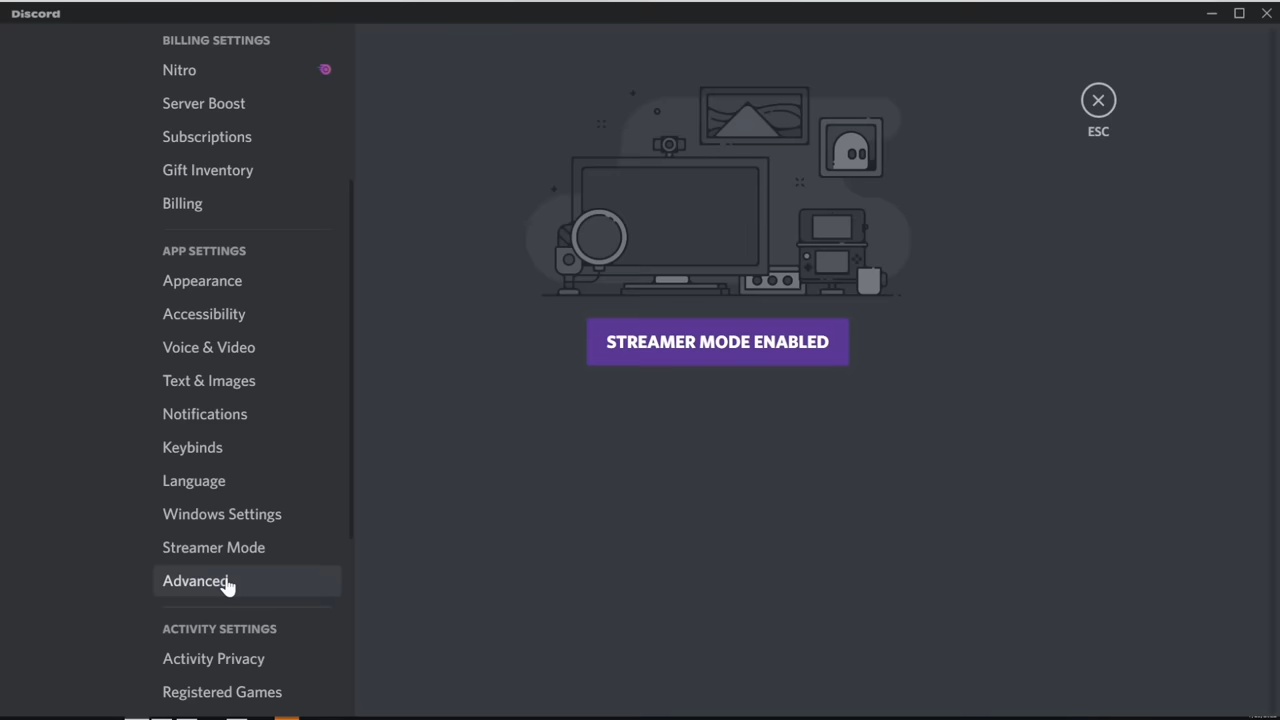 Discord
BILLING SETTINGS
Nitro
Server Boost
Subscriptions
Gift Inventory
Billing
APP SETTINGS
Appearance
Accessibility
Voice & Video
Text & Images
Notifications
Keybinds
Language
Windows Settings
Streamer Mode
Advanced
ACTIVITY SETTINGS
Activity Privacy
Registered Games
STREAMER MODE ENABLED
ESC